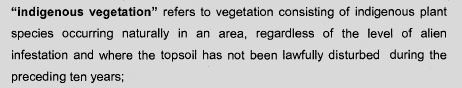 “indigenous vegetation” refers to vegetation consisting of indigenous plant
species occurring naturally in an area, regardless of the level of alien
infestation and where the topsoil has not been lawfully disturbed during the
preceding ten years;